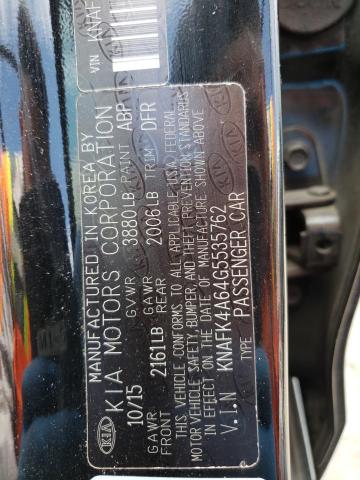 VIN KNAF
MANUFACTURED IN KOREA BY
KIA KIA MOTORS CORPORATION
10/15 GVWR 3880LB PAINT ABP
GAWR FRONT 2161LB GAWR REAR 2006LB TRIM DFR
THIS VEHICLE CONFORMS TO ALL APPLICABLE U.S.A. FEDERAL
MOTOR VEHICLE SAFETY, BUMPER, AND THEFT PREVENTION STANDARDS
IN EFFECT ON THE DATE OF MANUFACTURE SHOWN ABOVE
V.I.N KNAFK4A64G5535762
TYPE PASSENGER CAR